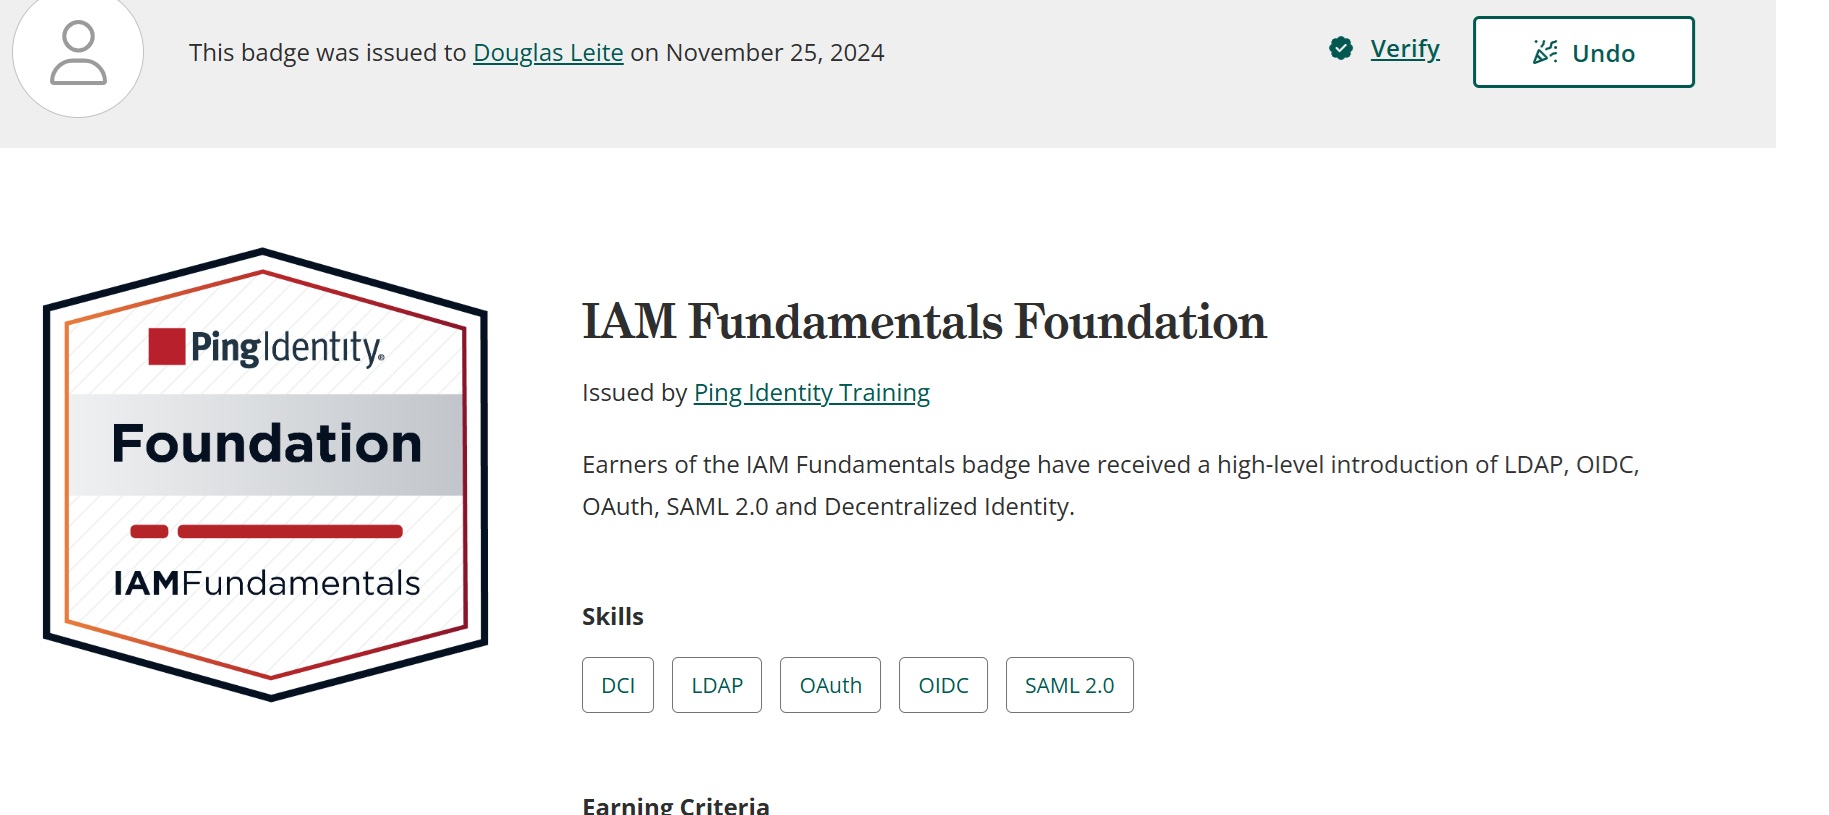 This badge was issued to Douglas Leite on November 25, 2024
Verify
Undo
PingIdentity®
Foundation
IAMFundamentals
IAM Fundamentals Foundation
Issued by Ping Identity Training
Earners of the IAM Fundamentals badge have received a high-level introduction of LDAP, OIDC,
OAuth, SAML 2.0 and Decentralized Identity.
Skills
DCI
LDAP
OAuth
OIDC
SAML 2.0
Earning Criteria